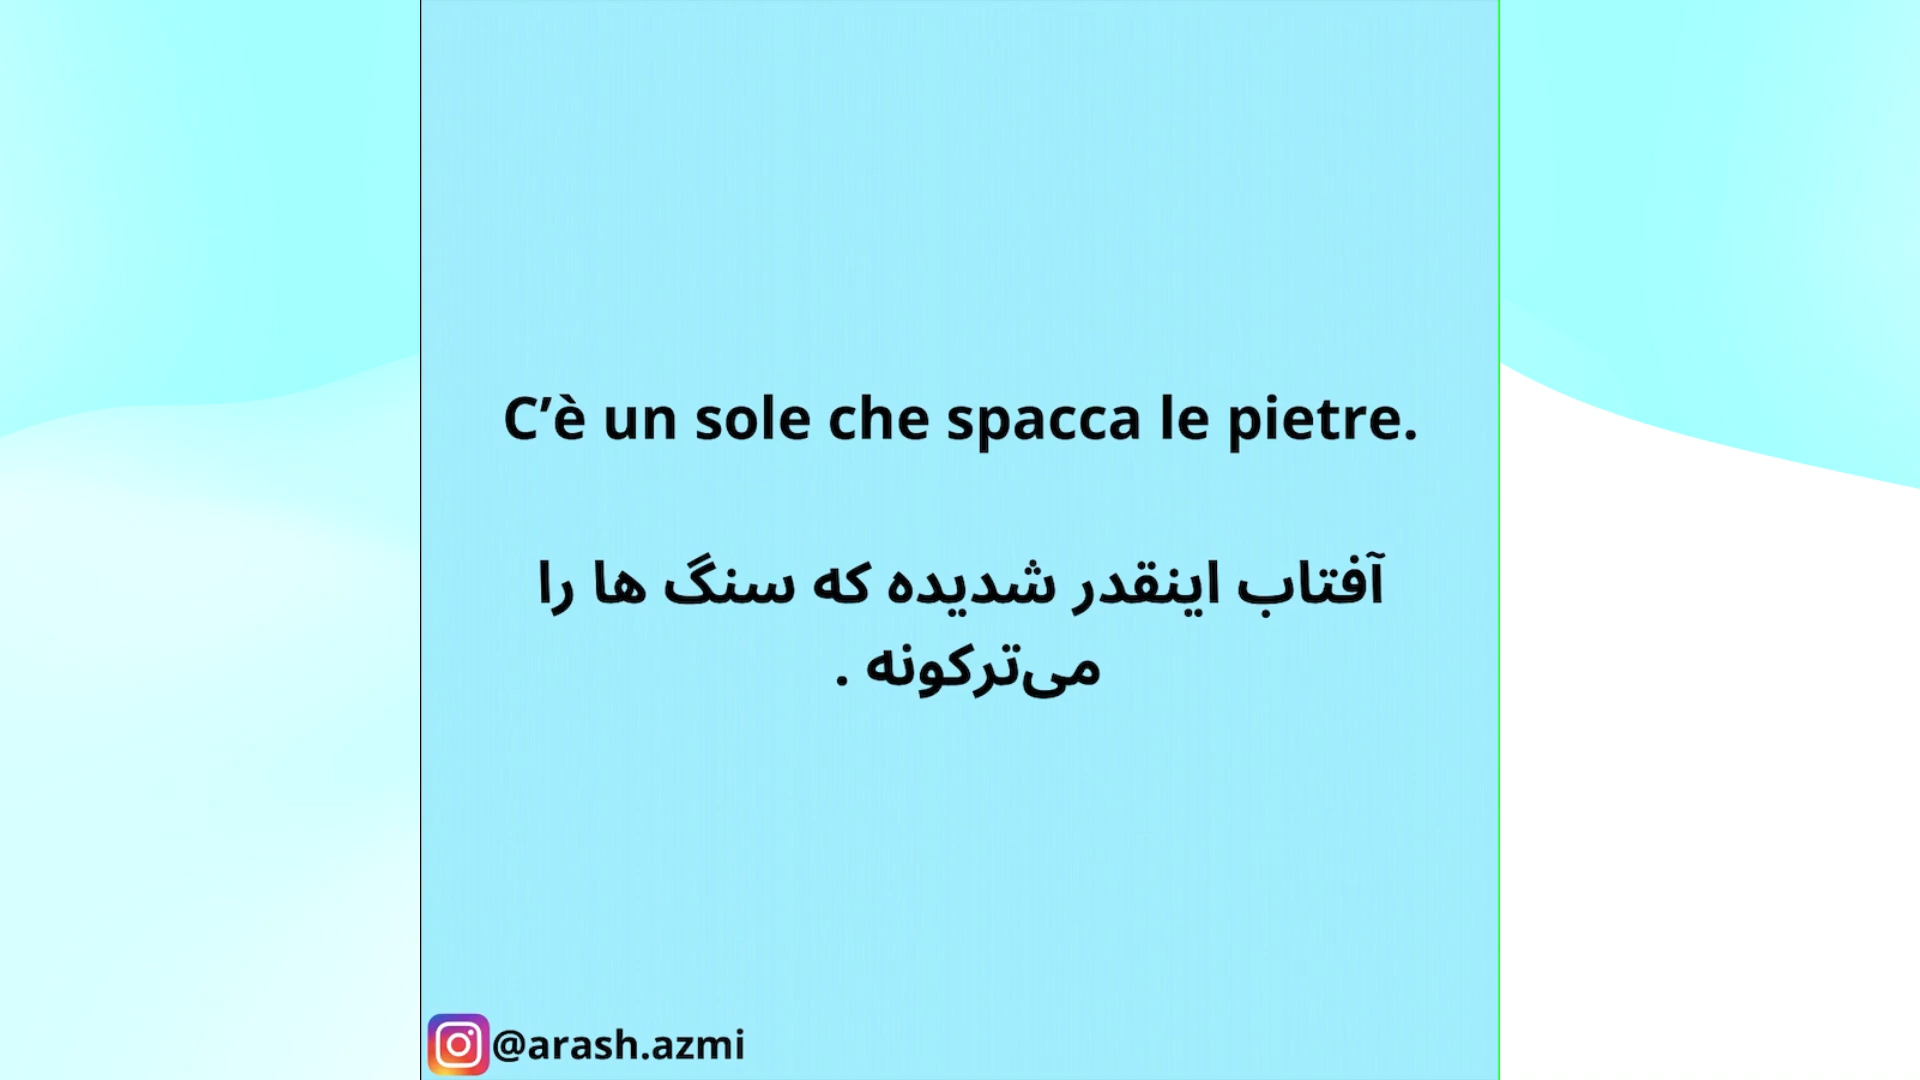 C’è un sole che spacca le pietre.
آفتاب اینقدر شدیده که سنگ ها را
می‌ترکونه .
@arash.azmi